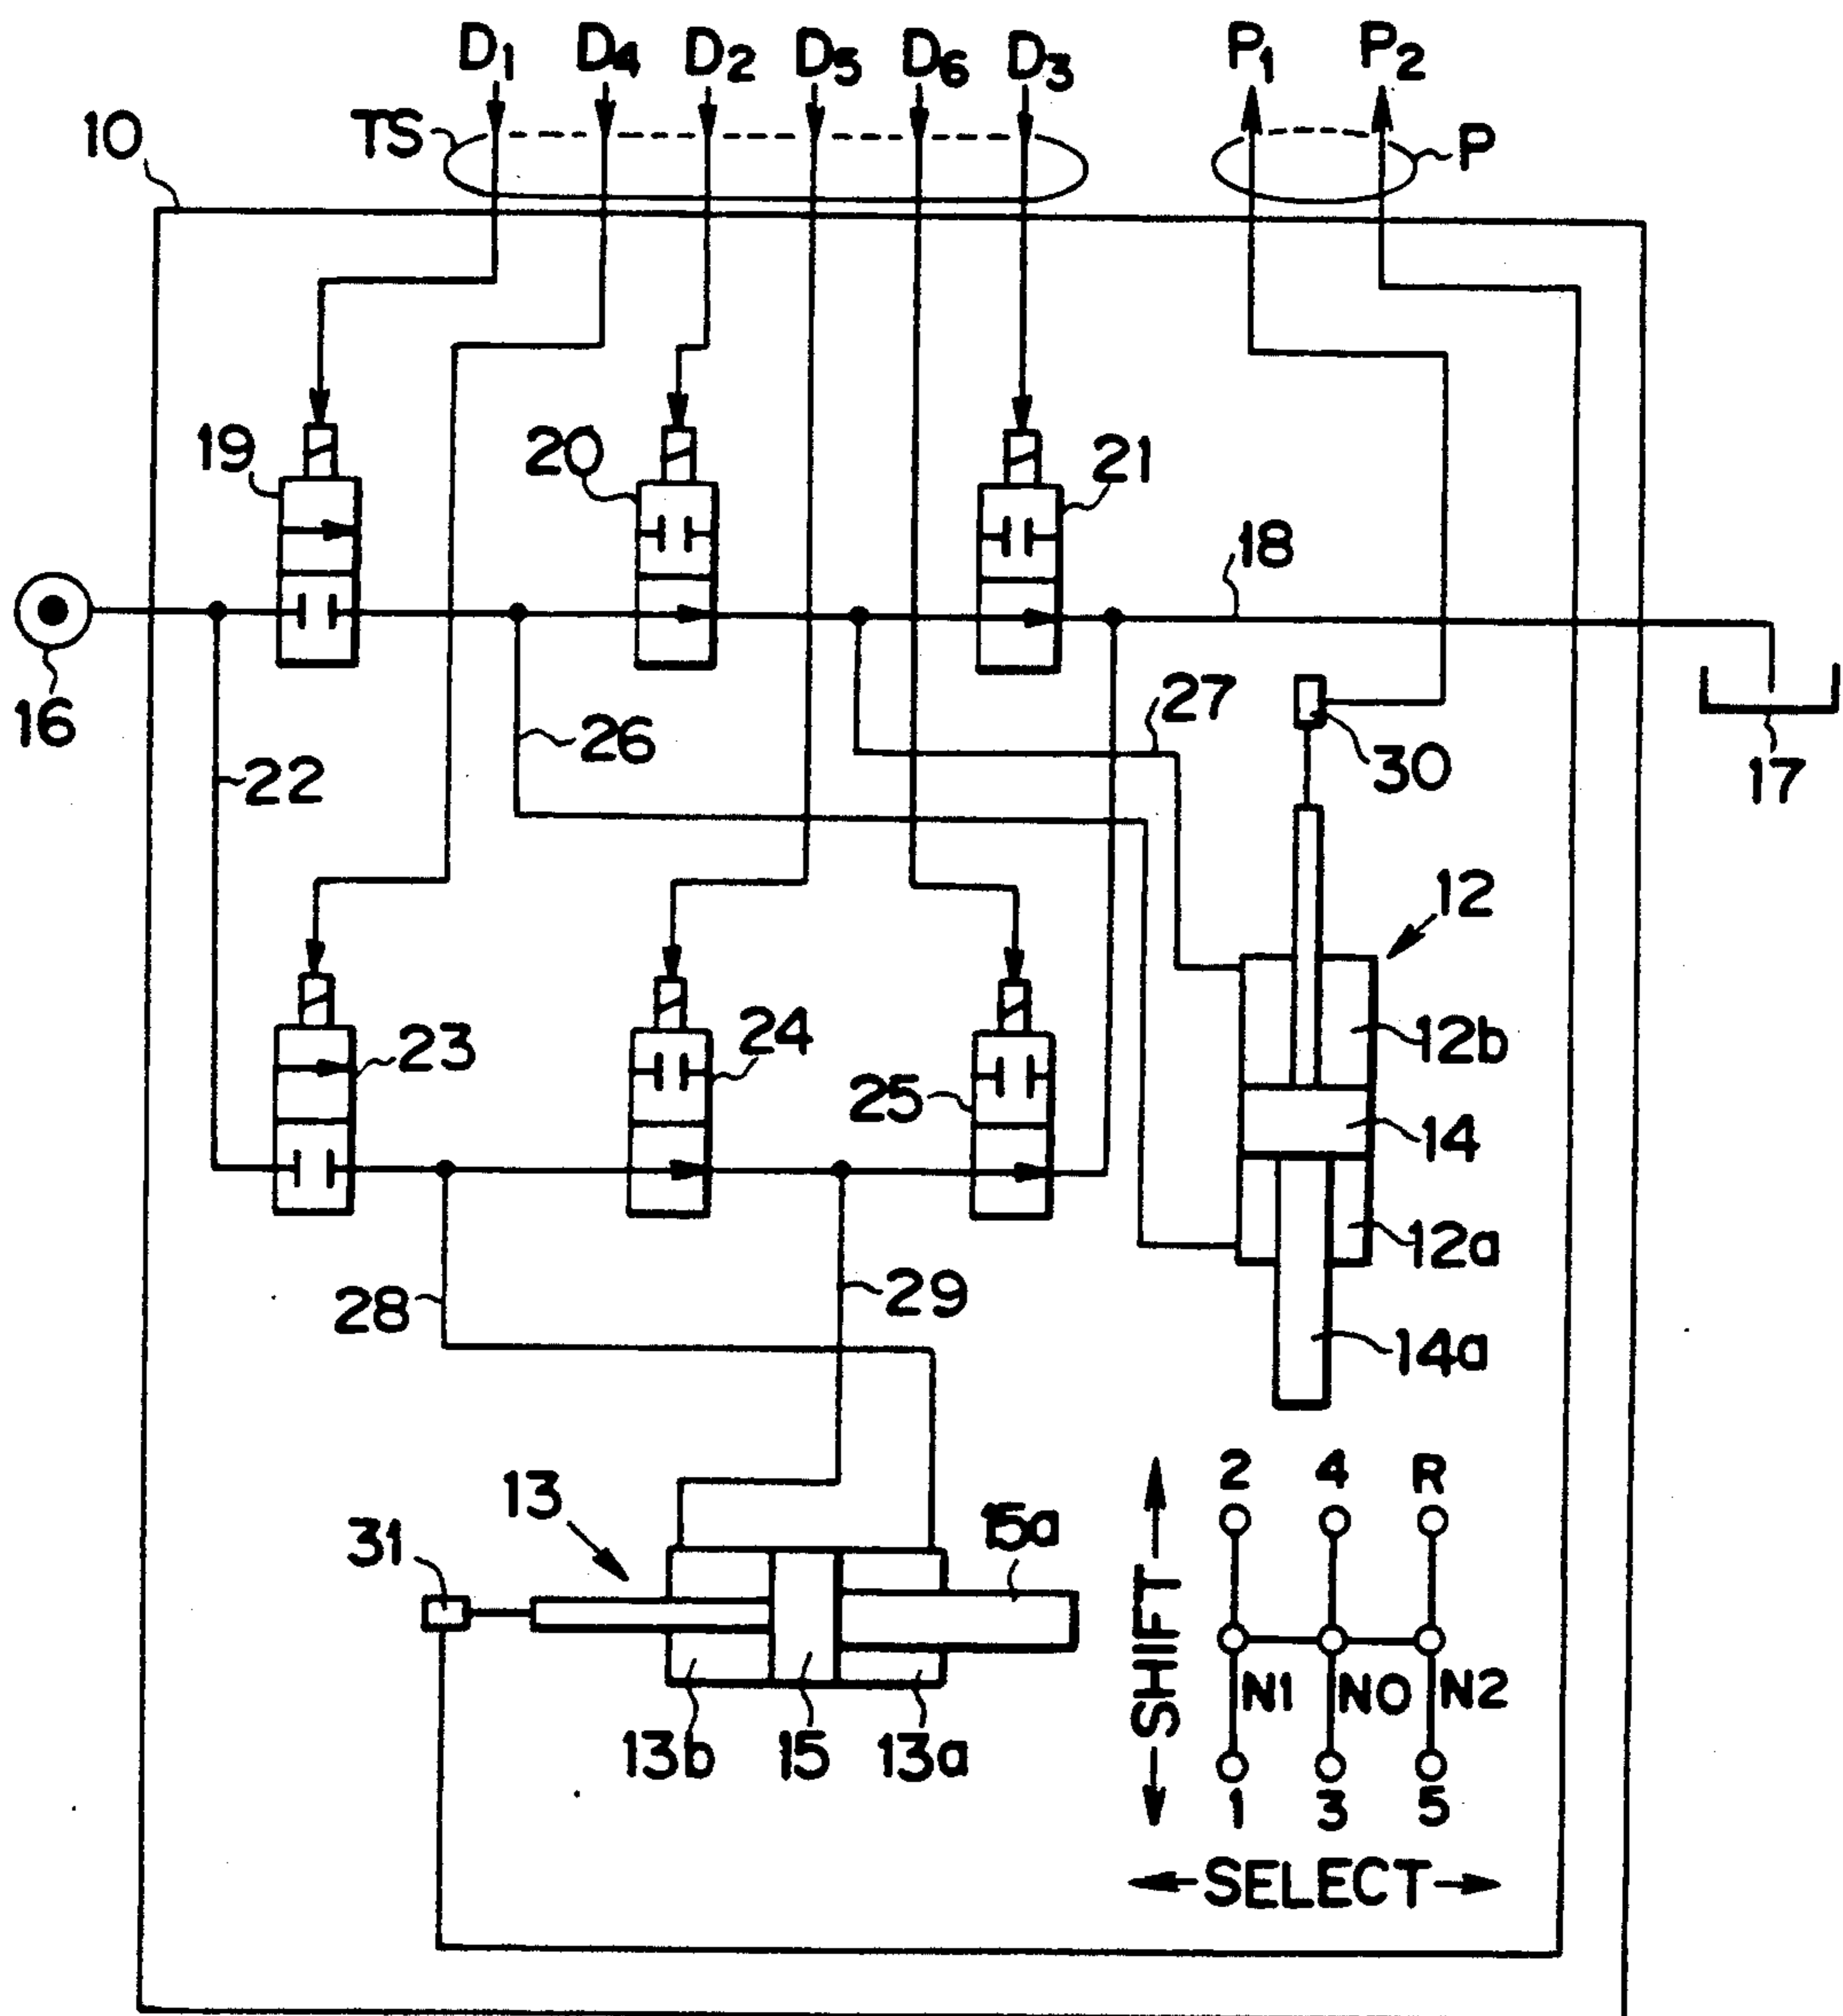 D1 D4 D2 D5 D6 D3 P1 P2
10 TS P
19 20 21
18
16 26 27
22 30 17
12
23 24 12b
25 14
12a
28 29
14a
13 2 4 R
31 15a
SHIFT
N1 N0 N2
13b 15 13a
1 3 5
SELECT